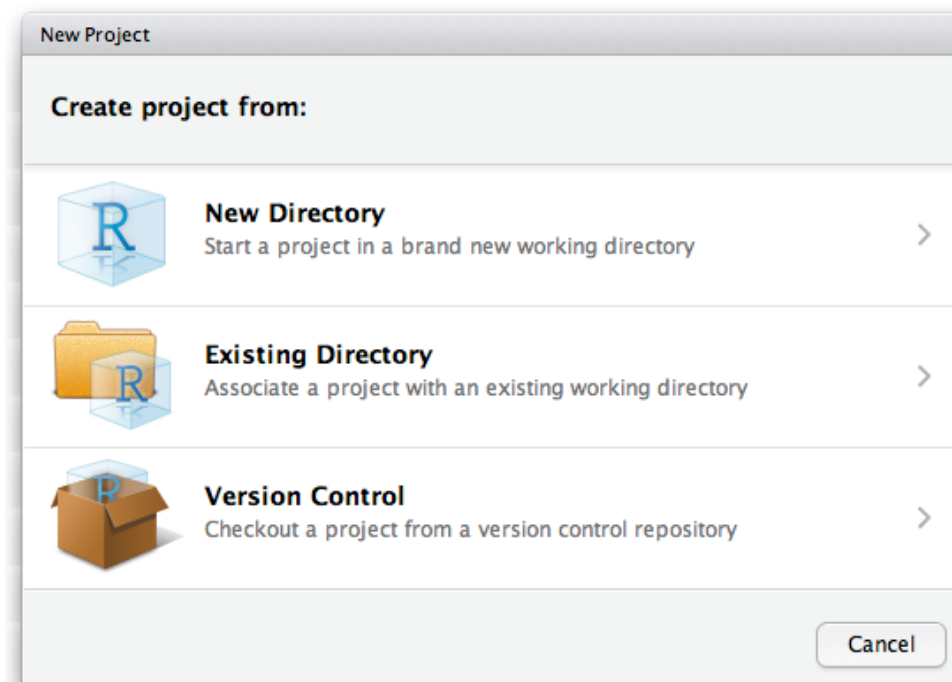 New Project
Create project from:
R
New Directory
Start a project in a brand new working directory
R
Existing Directory
Associate a project with an existing working directory
R
Version Control
Checkout a project from a version control repository
Cancel